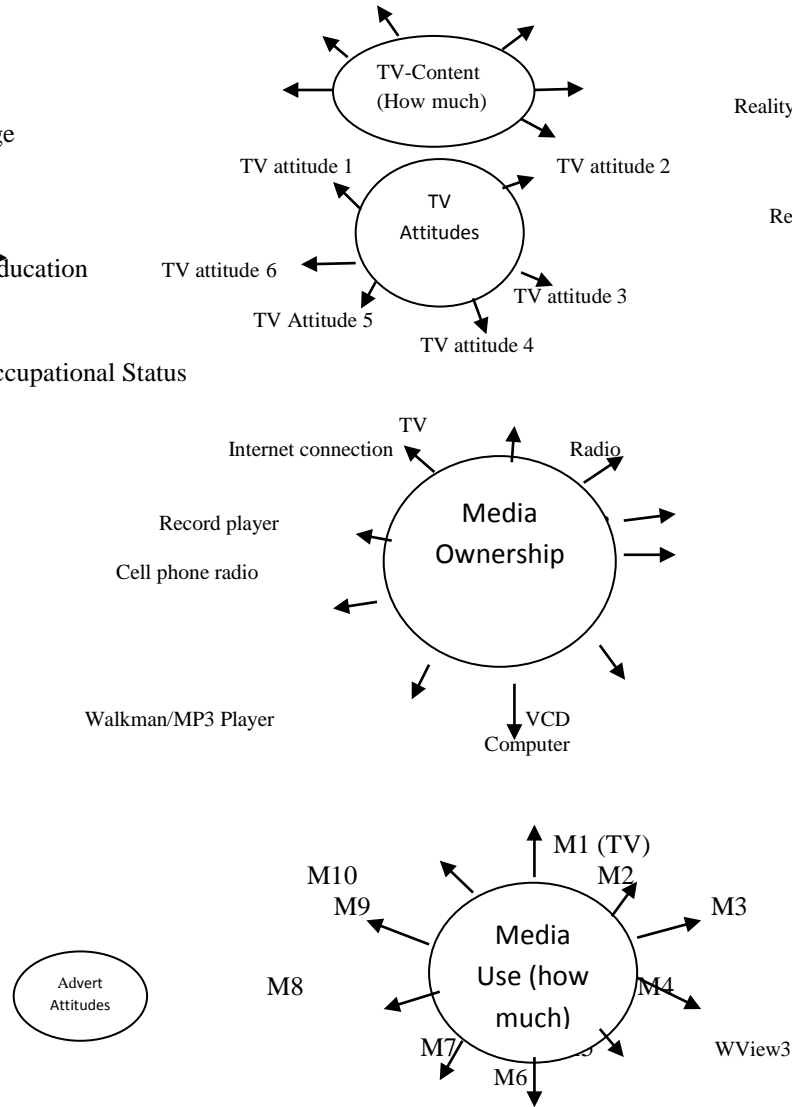 TV-Content
(How much)
Reality
ge
TV attitude 1
TV attitude 2
TV
Attitudes
Re
ducation
TV attitude 6
TV attitude 3
TV Attitude 5
TV attitude 4
ccupational Status
TV
Internet connection
Radio
Media
Ownership
Record player
Cell phone radio
Walkman/MP3 Player
VCD
Computer
M1 (TV)
M10
M2
M9
M3
Media
Use (how
much)
Advert
Attitudes
M8
M4
M7
WView3
M6